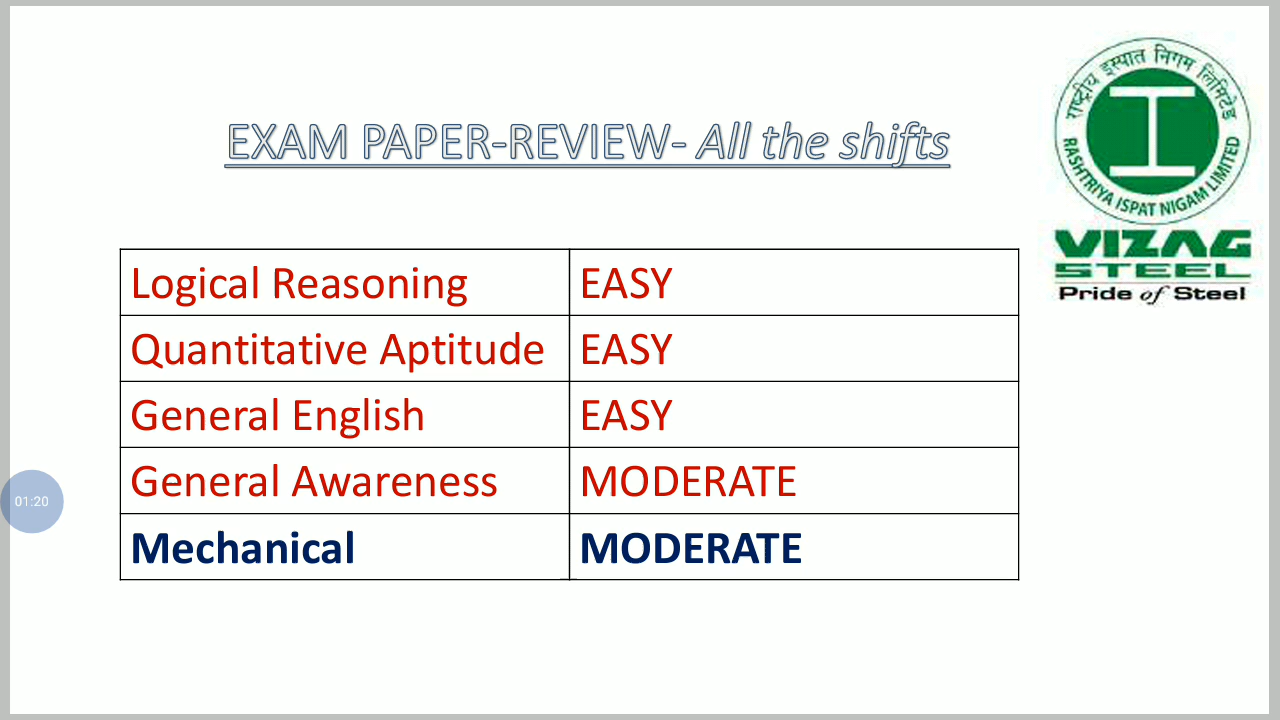 EXAM PAPER-REVIEW- All the shifts
राष्ट्रीय इस्पात निगम लिमिटेड
RASHTRIYA ISPAT NIGAM LIMITED
VIZAG
STEEL
Pride of Steel
Logical Reasoning EASY
Quantitative Aptitude EASY
General English EASY
General Awareness MODERATE
Mechanical MODERATE
01:20